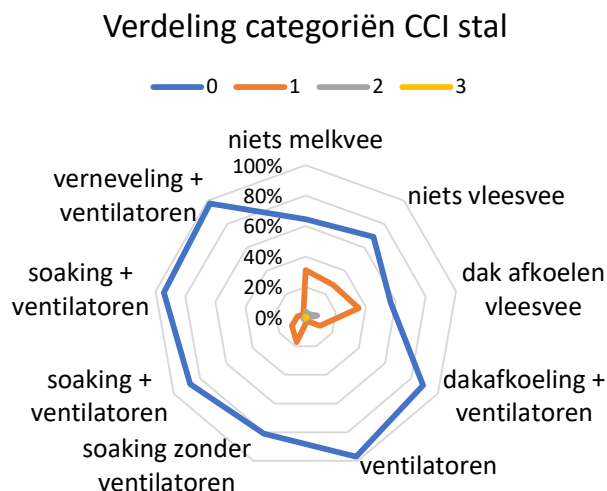 Verdeling categoriën CCI stal
0 1 2 3
niets melkvee
100%
80%
60%
40%
20%
0%
niets vleesvee
dak afkoelen
vleesvee
dakafkoeling +
ventilatoren
ventilatoren
soaking zonder
ventilatoren
soaking +
ventilatoren
soaking +
ventilatoren
verneveling +
ventilatoren